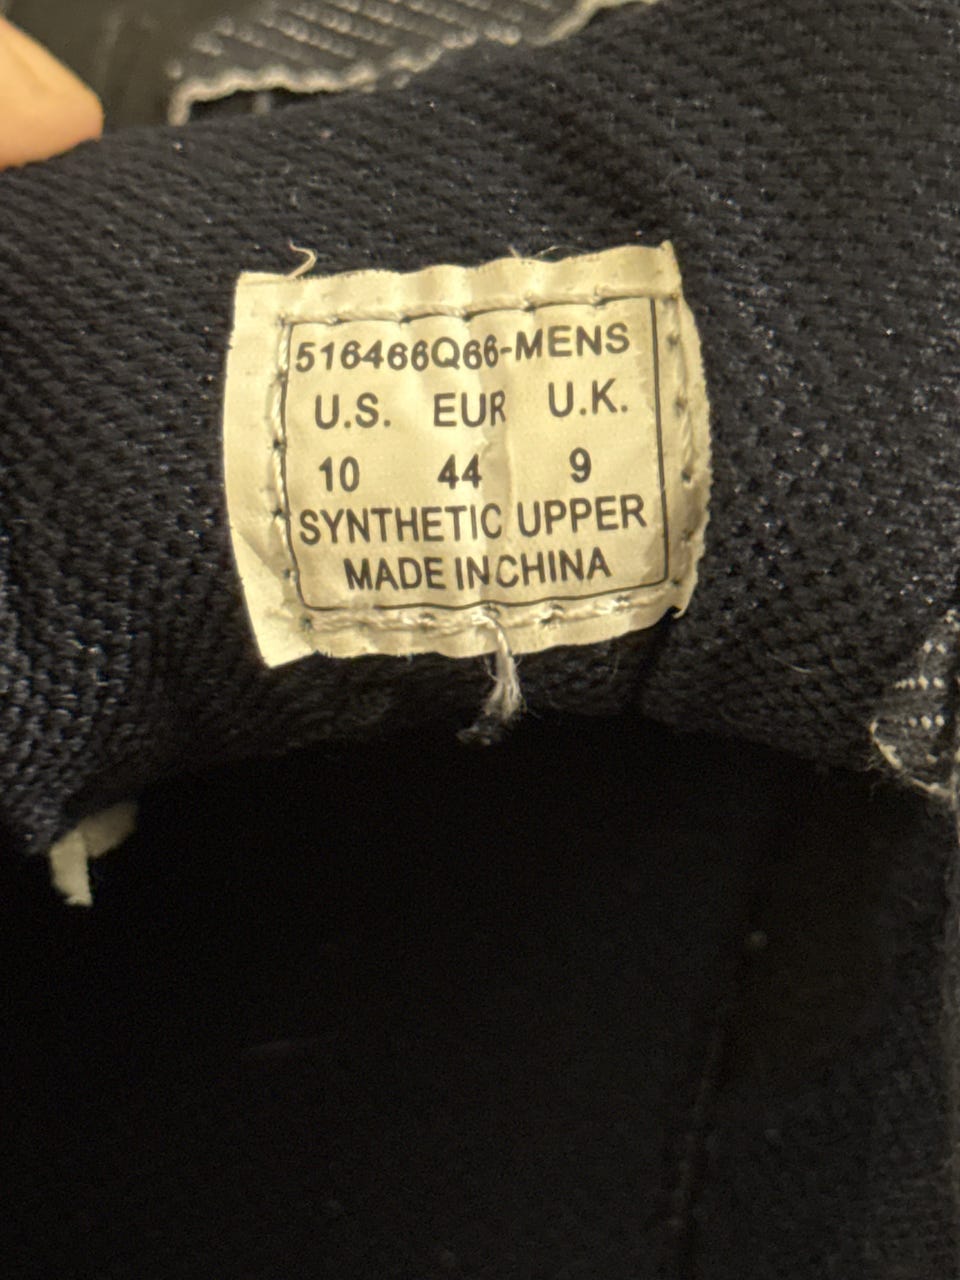 516466Q66-MENS
U.S. EUR U.K.
10 44 9
SYNTHETIC UPPER
MADE IN CHINA